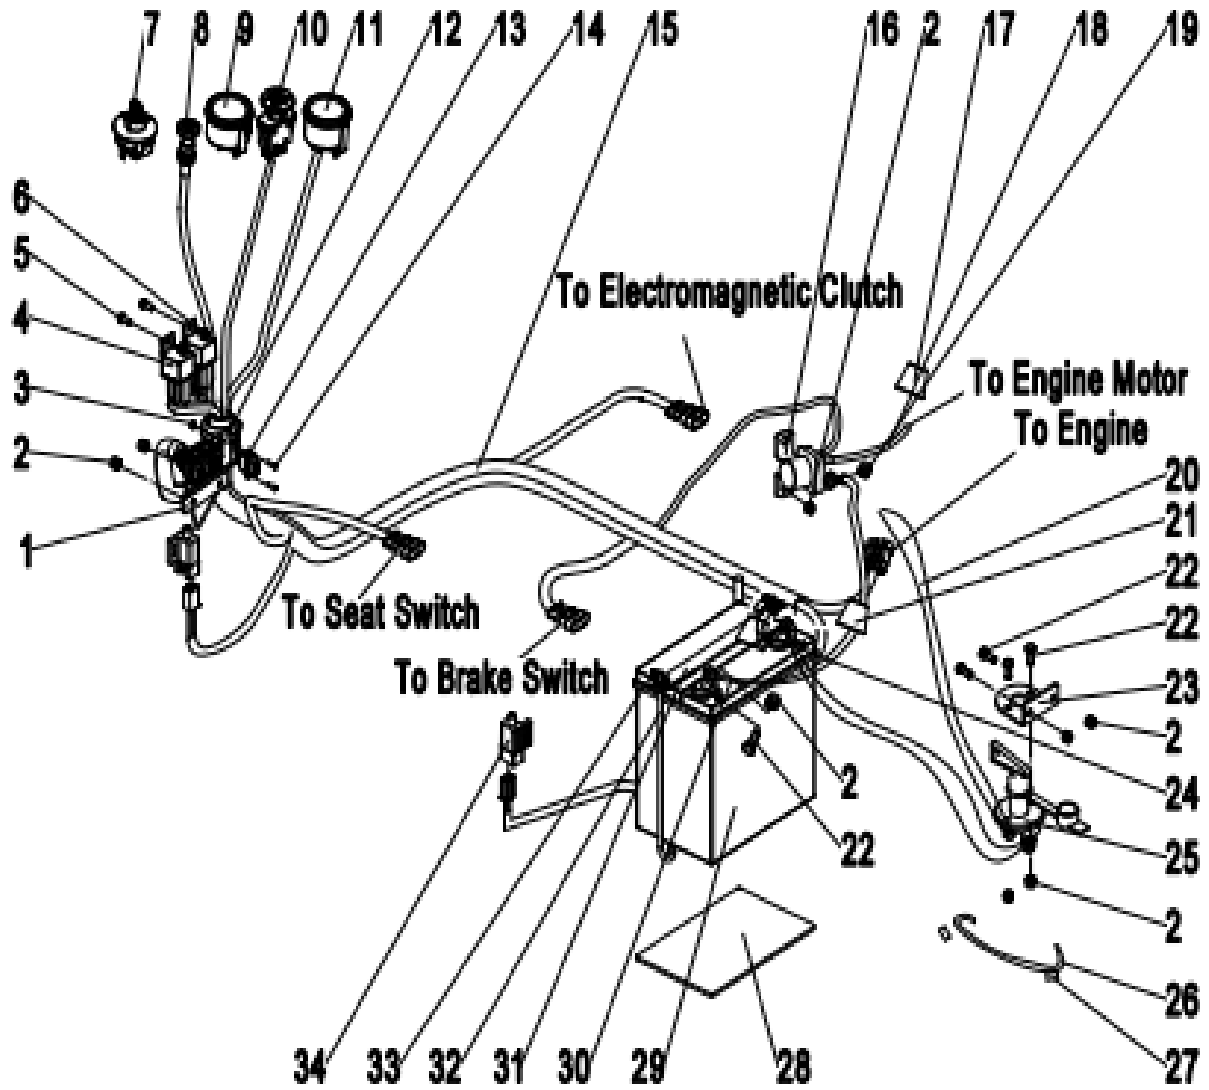 7 8 9 10 11 12 13 14 15 16 2 17 18 19
6
5
To Electromagnetic Clutch
4
To Engine Motor
3
To Engine
2
20
21
1
22
To Seat Switch
22
To Brake Switch
23
2
2
24
22
25
2
26
34 33 32 31 30 29 28 27